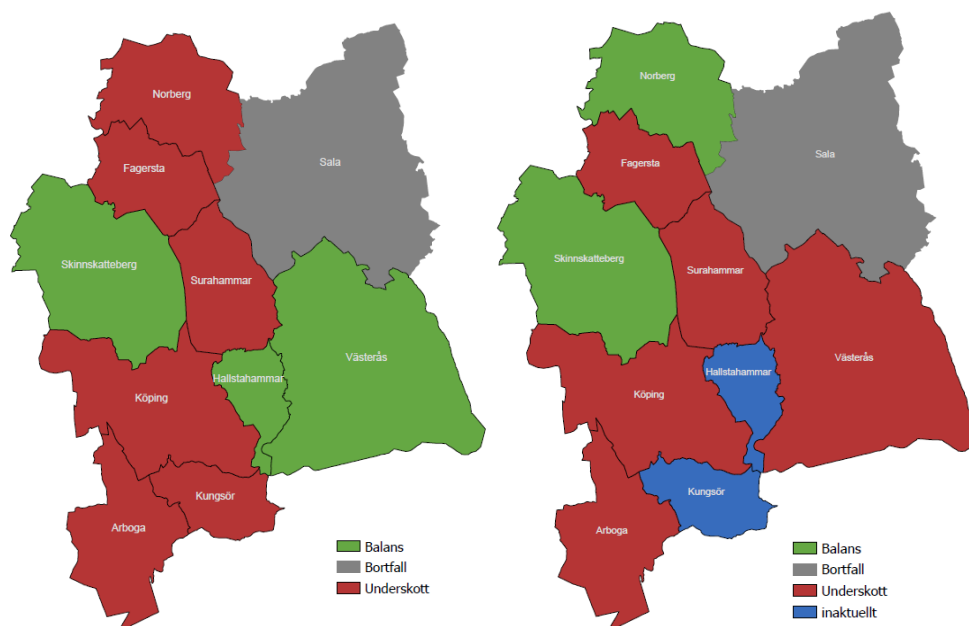 Norberg
Sala
Fagersta
Skinnskatteberg
Surahammar
Västerås
Hallstahammar
Köping
Kungsör
Arboga
Balans
Bortfall
Underskott
Norberg
Sala
Fagersta
Skinnskatteberg
Surahammar
Västerås
Hallstahammar
Köping
Kungsör
Arboga
Balans
Bortfall
Underskott
inaktuellt